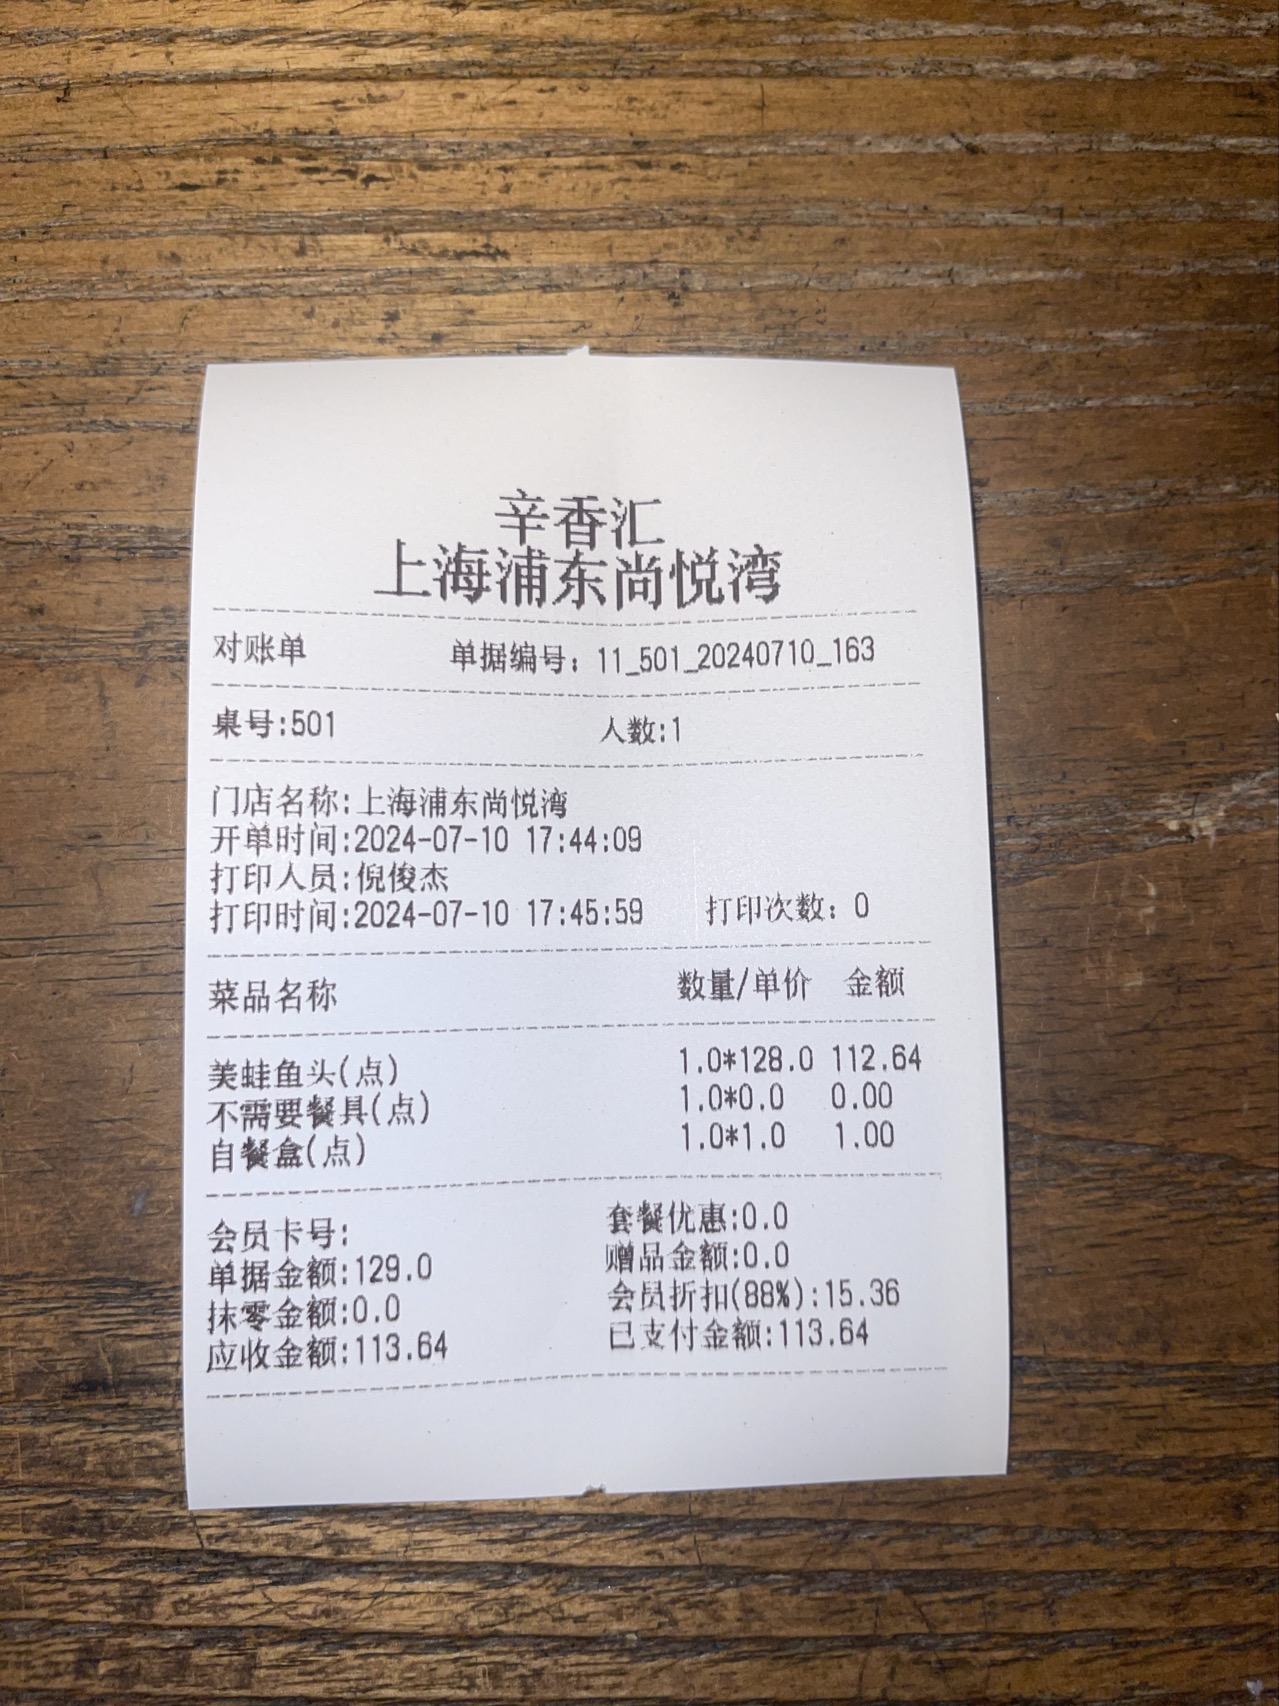 辛香汇
上海浦东尚悦湾
对账单 单据编号：11_501_20240710_163
桌号:501 人数:1
门店名称:上海浦东尚悦湾
开单时间:2024-07-10 17:44:09
打印人员:倪俊杰
打印时间:2024-07-10 17:45:59 打印次数：0
菜品名称 数量/单价 金额
美蛙鱼头(点) 1.0*128.0 112.64
不需要餐具(点) 1.0*0.0 0.00
自餐盒(点) 1.0*1.0 1.00
会员卡号: 套餐优惠:0.0
单据金额:129.0 赠品金额:0.0
抹零金额:0.0 会员折扣(88%):15.36
应收金额:113.64 已支付金额:113.64